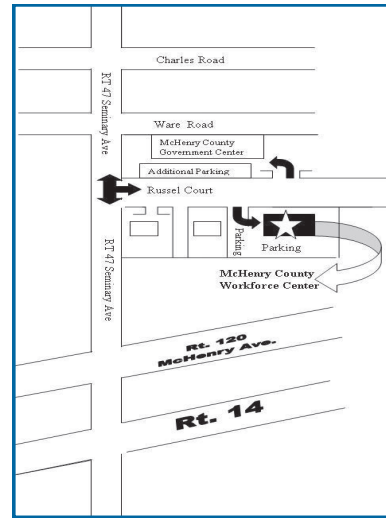 Charles Road
RT 47 Seminary Ave
Ware Road
McHenry County
Government Center
Additional Parking
Russel Court
Parking
Parking
RT 47 Seminary Ave
McHenry County
Workforce Center
Rt. 120
McHenry Ave.
Rt. 14